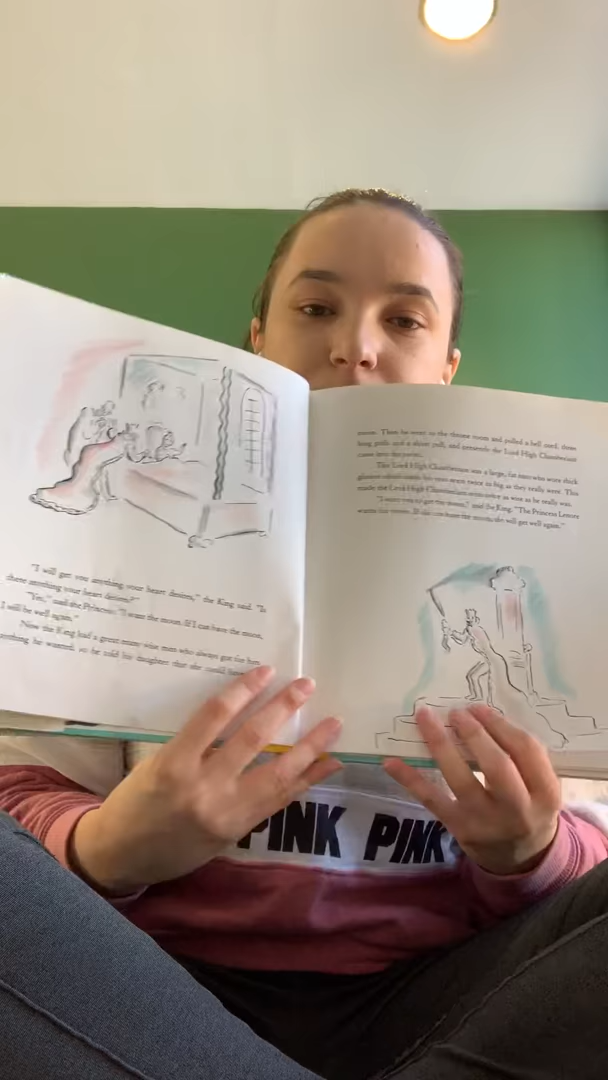 "I will get you anything your heart desires," the King said. "Is
there anything your heart desires?"
"Yes," said the Princess. "I want the moon. If I can have the moon,
I will be well again."
Now the King had a great many wise men who always got for him
anything he wanted, so he told his daughter that she could have the
moon. Then he went to the throne room and pulled a bell cord, three
long pulls and a short pull, and presently the Lord High Chamberlain
came into the room.
The Lord High Chamberlain was a large, fat man who wore thick
glasses which made his eyes seem twice as big as they really were. This
made the Lord High Chamberlain seem twice as wise as he really was.
"I want you to get the moon," said the King. "The Princess Lenore
wants the moon. If she can have the moon, she will get well again."
PINK PINK